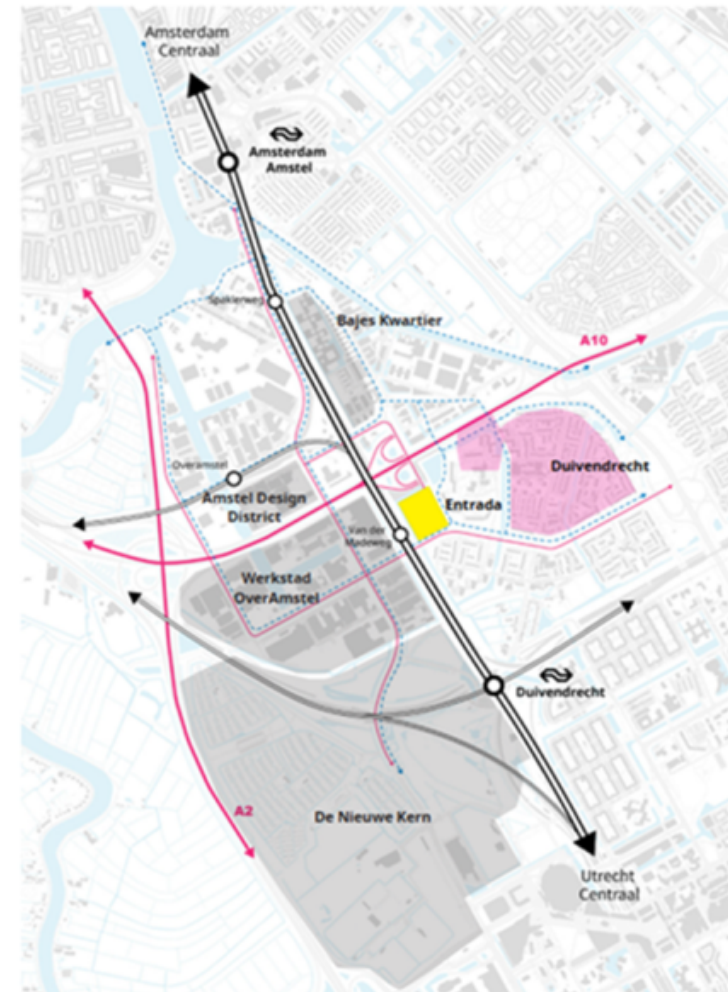 Amsterdam
Centraal
Amsterdam
Amstel
Spaklerweg
Bajes Kwartier
A10
Overamstel
Duivendrecht
Amstel Design
District
Entrada
Van der
Madeweg
Werkstad
OverAmstel
Duivendrecht
A2
De Nieuwe Kern
Utrecht
Centraal